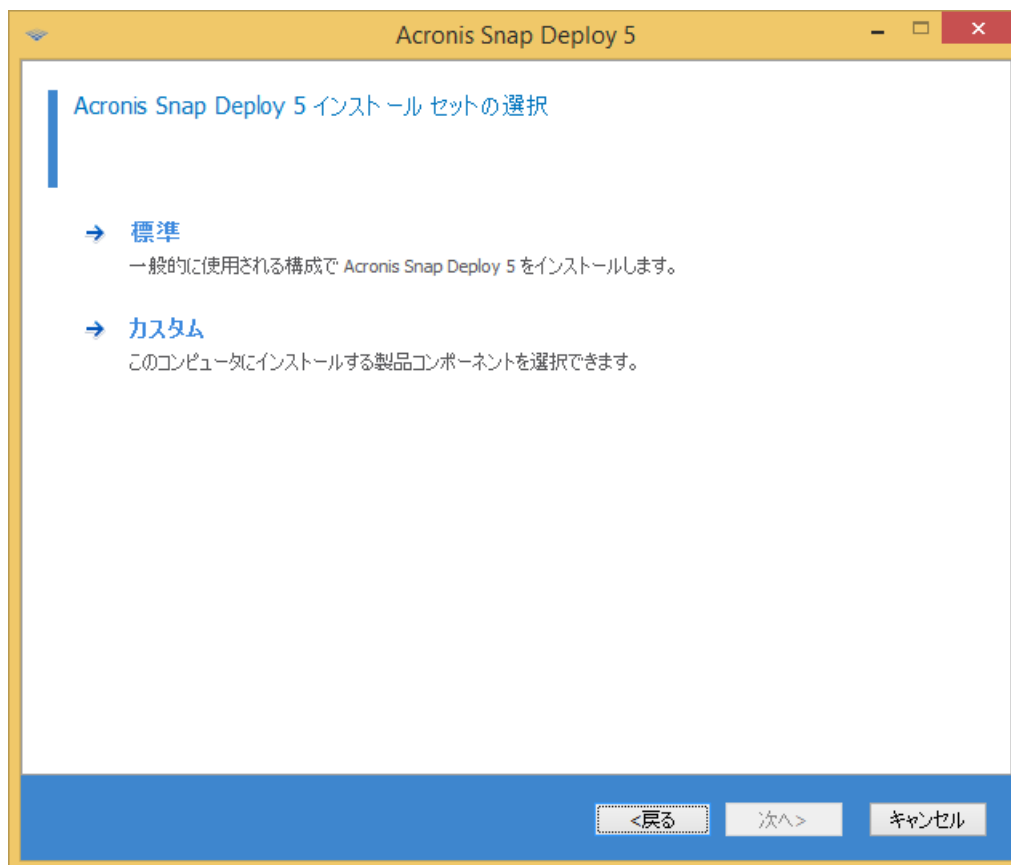 Acronis Snap Deploy 5
Acronis Snap Deploy 5 インストール セットの選択
標準
一般的に使用される構成で Acronis Snap Deploy 5 をインストールします。
カスタム
このコンピュータにインストールする製品コンポーネントを選択できます。
<戻る 次へ> キャンセル